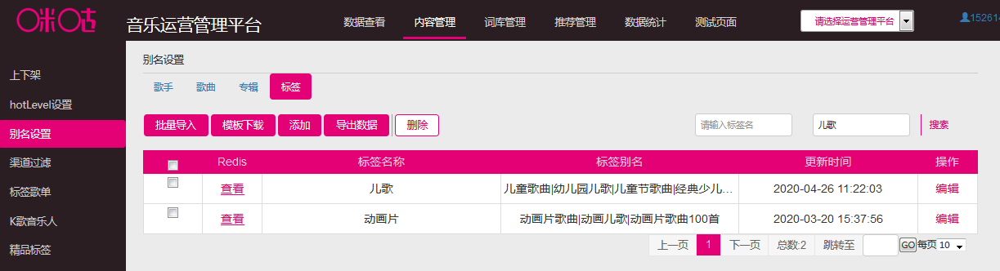 咪咕 音乐运营管理平台 数据查看 内容管理 词库管理 推荐管理 数据统计 测试页面 请选择运营管理平台 15261
上下架
hotLevel设置
别名设置
渠道过滤
标签歌单
K歌音乐人
精品标签
别名设置
歌手 歌曲 专辑 标签
批量导入 模板下载 添加 导出数据 删除 请输入标签名 儿歌 搜索
Redis 标签名称 标签别名 更新时间 操作
查看 儿歌 儿童歌曲|幼儿园儿歌|儿童节歌曲|经典少儿... 2020-04-26 11:22:03 编辑
查看 动画片 动画片歌曲|动画儿歌|动画片歌曲100首 2020-03-20 15:37:56 编辑
上一页 1 下一页 总数:2 跳转至 GO 每页 10